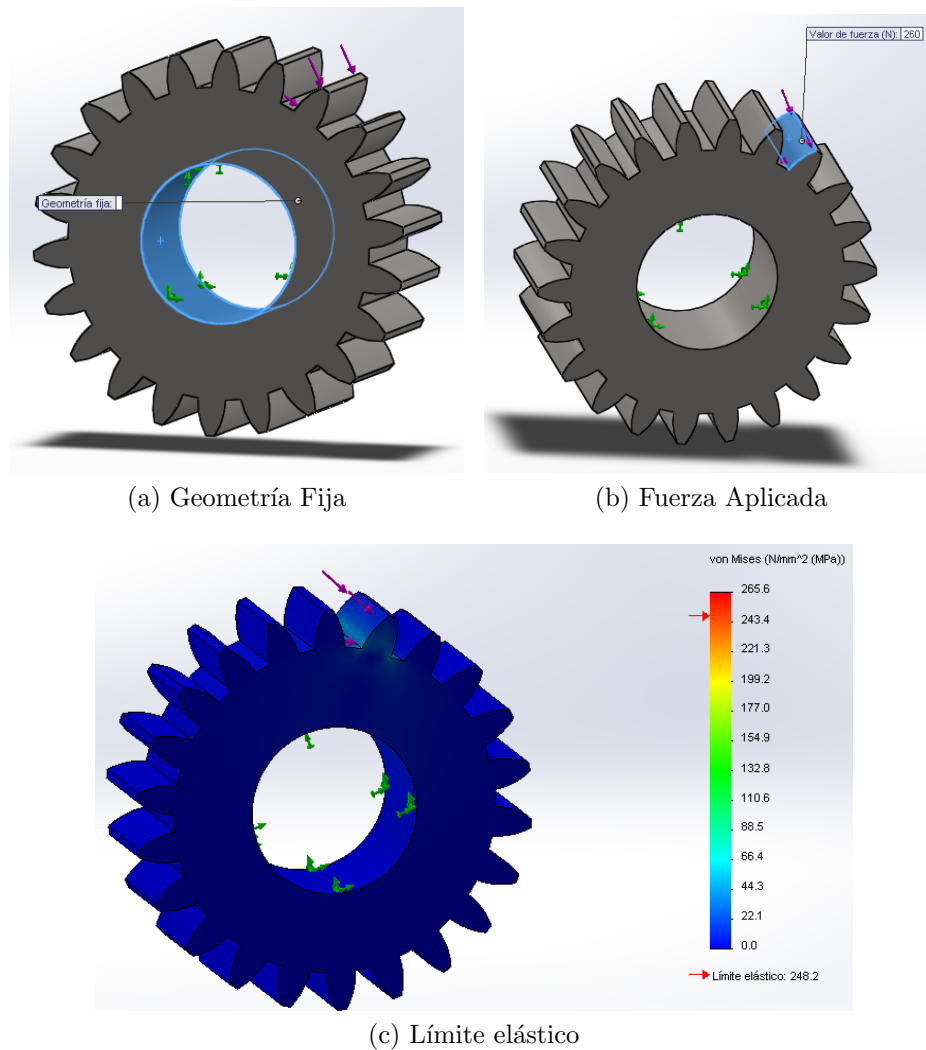 Geometría fija:
Valor de fuerza (N): 260
(a) Geometría Fija
(b) Fuerza Aplicada
von Mises (N/mm^2 (MPa))
265.6
243.4
221.3
199.2
177.0
154.9
132.8
110.6
88.5
66.4
44.3
22.1
0.0
Límite elástico: 248.2
(c) Límite elástico